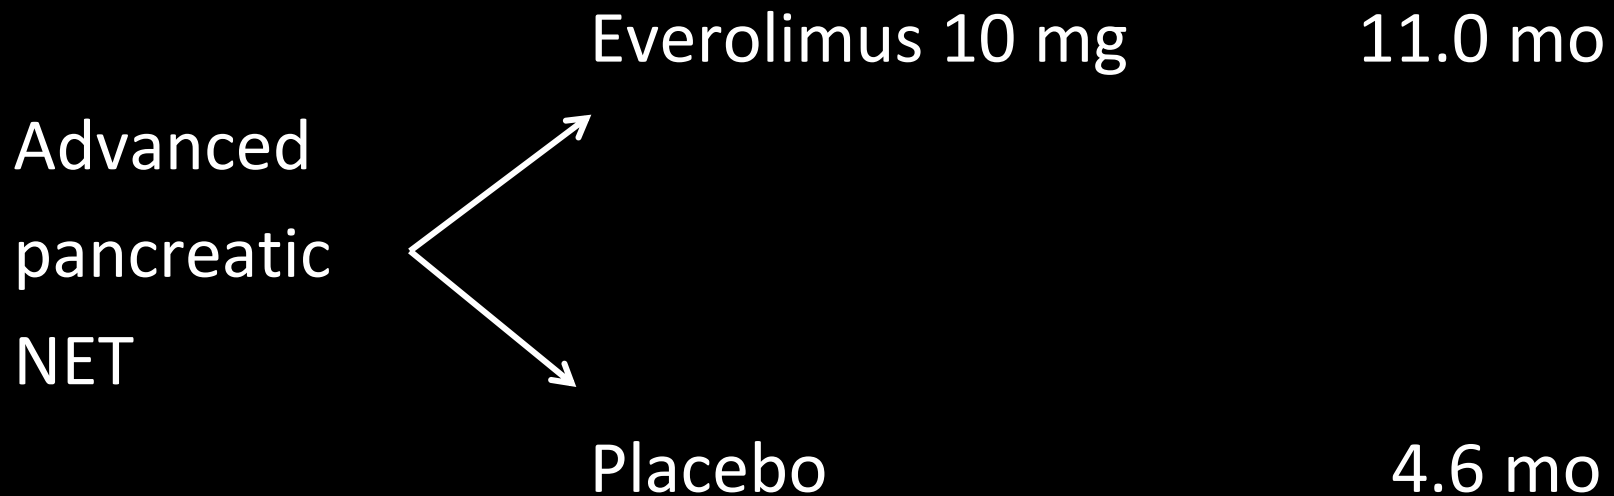 Everolimus 10 mg 11.0 mo
Advanced
pancreatic
NET
Placebo 4.6 mo